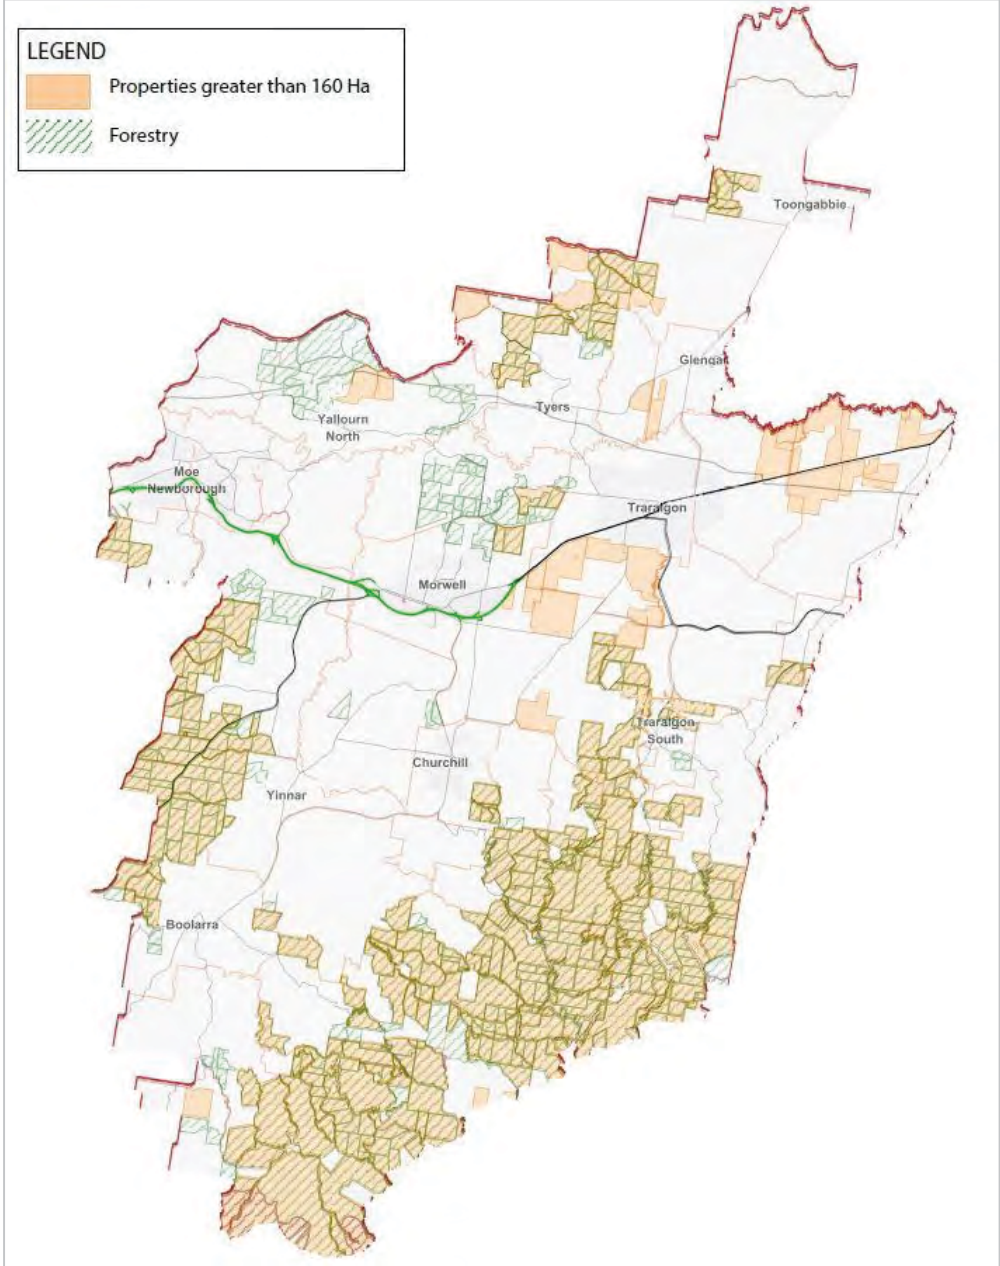 LEGEND
Properties greater than 160 Ha
Forestry
Toongabbie
Glengar
Tyers
Yallourn
North
Moe
Newborough
Traralgon
Morwell
Traralgon
South
Churchill
Yinnar
Boolarra